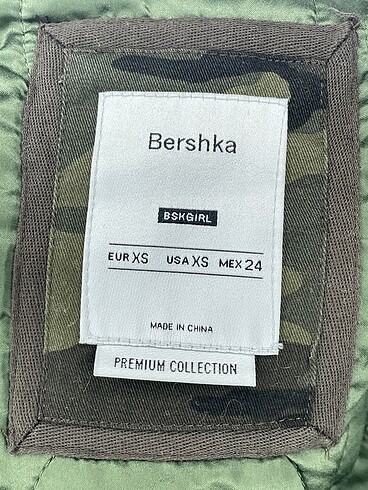 Bershka
BSKGIRL
EUR XS USA XS MEX 24
MADE IN CHINA
PREMIUM COLLECTION